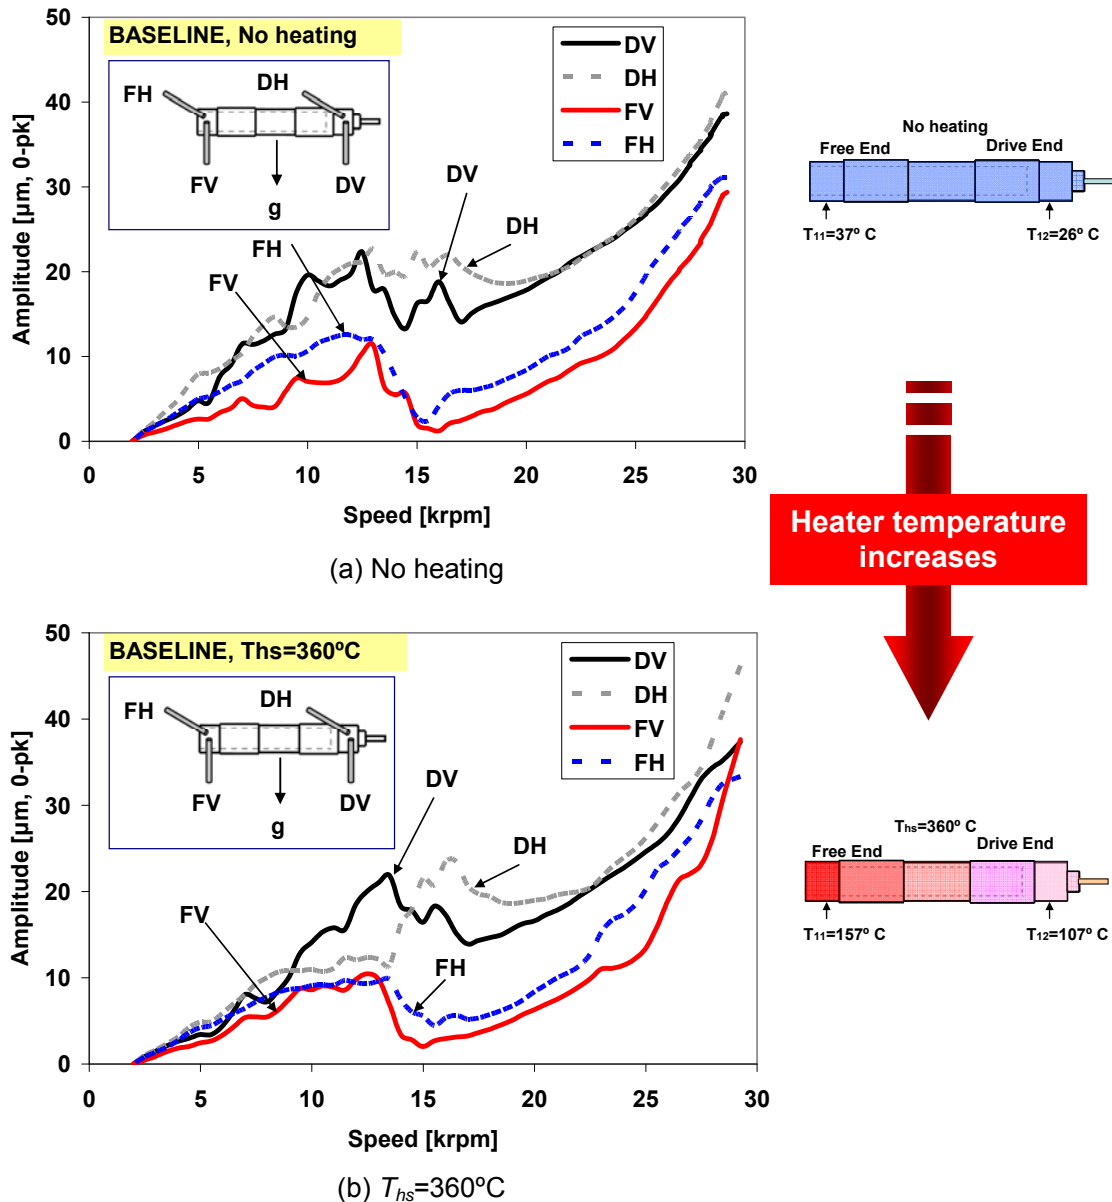 BASELINE, No heating
FH
DH
FV
DV
g
DV
DH
FV
FH
DV
DH
FH
FV
Amplitude [µm, 0-pk]
50
40
30
20
10
0
0 5 10 15 20 25 30
Speed [krpm]
(a) No heating
No heating
Free End Drive End
T11=37º C T12=26º C
Heater temperature
increases
BASELINE, Ths=360ºC
FH
DH
FV
DV
g
DV
DH
FV
FH
DV
DH
FV
FH
Amplitude [µm, 0-pk]
50
40
30
20
10
0
0 5 10 15 20 25 30
Speed [krpm]
(b) Ths=360ºC
Ths=360º C
Free End Drive End
T11=157º C T12=107º C